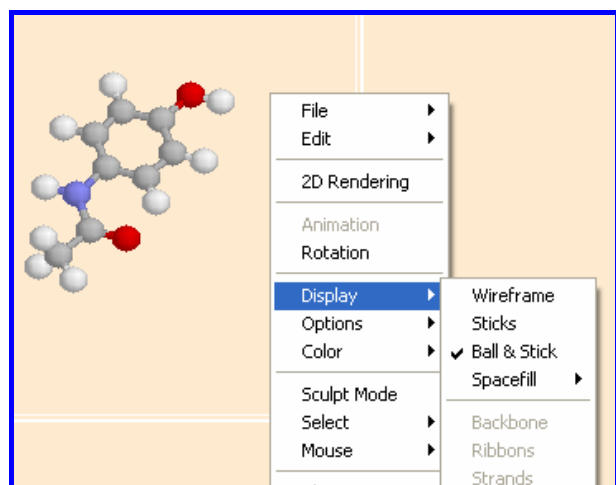 File
Edit
2D Rendering
Animation
Rotation
Display
Options
Color
Sculpt Mode
Select
Mouse
Wireframe
Sticks
Ball & Stick
Spacefill
Backbone
Ribbons
Strands